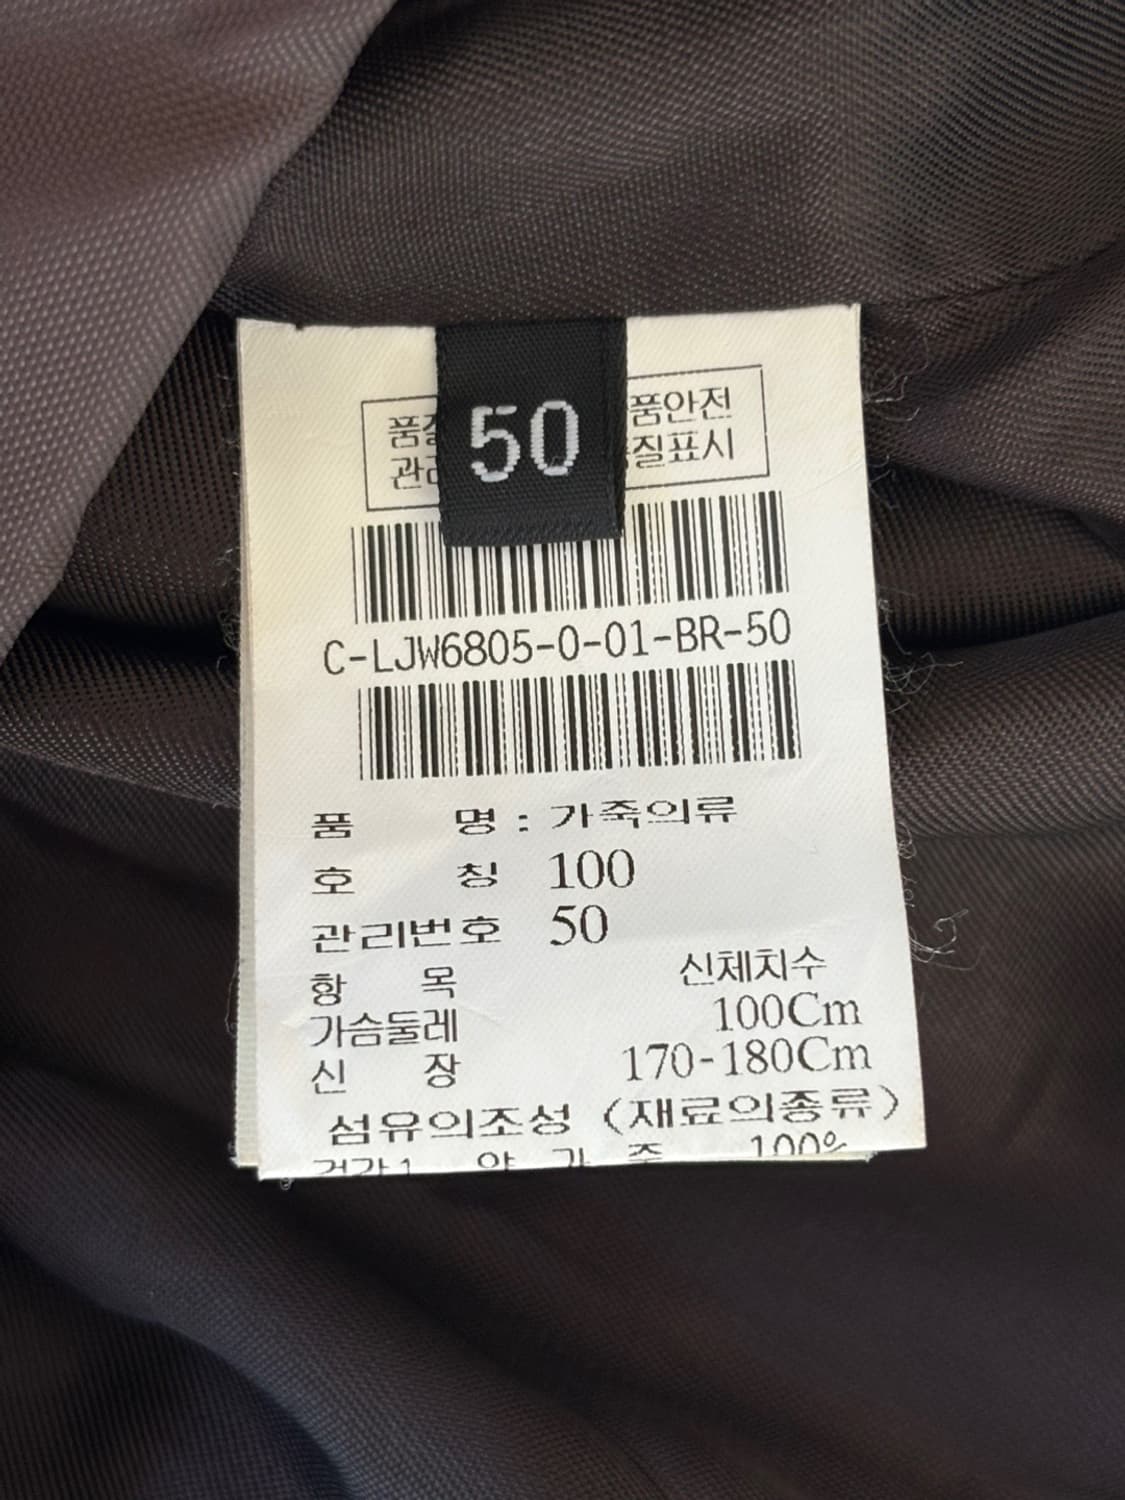 50
품안전
관 질표시
C-LJW6805-0-01-BR-50
품 명 : 가죽의류
호 칭 100
관리번호 50
항 목 신체치수
가슴둘레 100Cm
신 장 170-180Cm
섬유의조성 (재료의종류)
100%